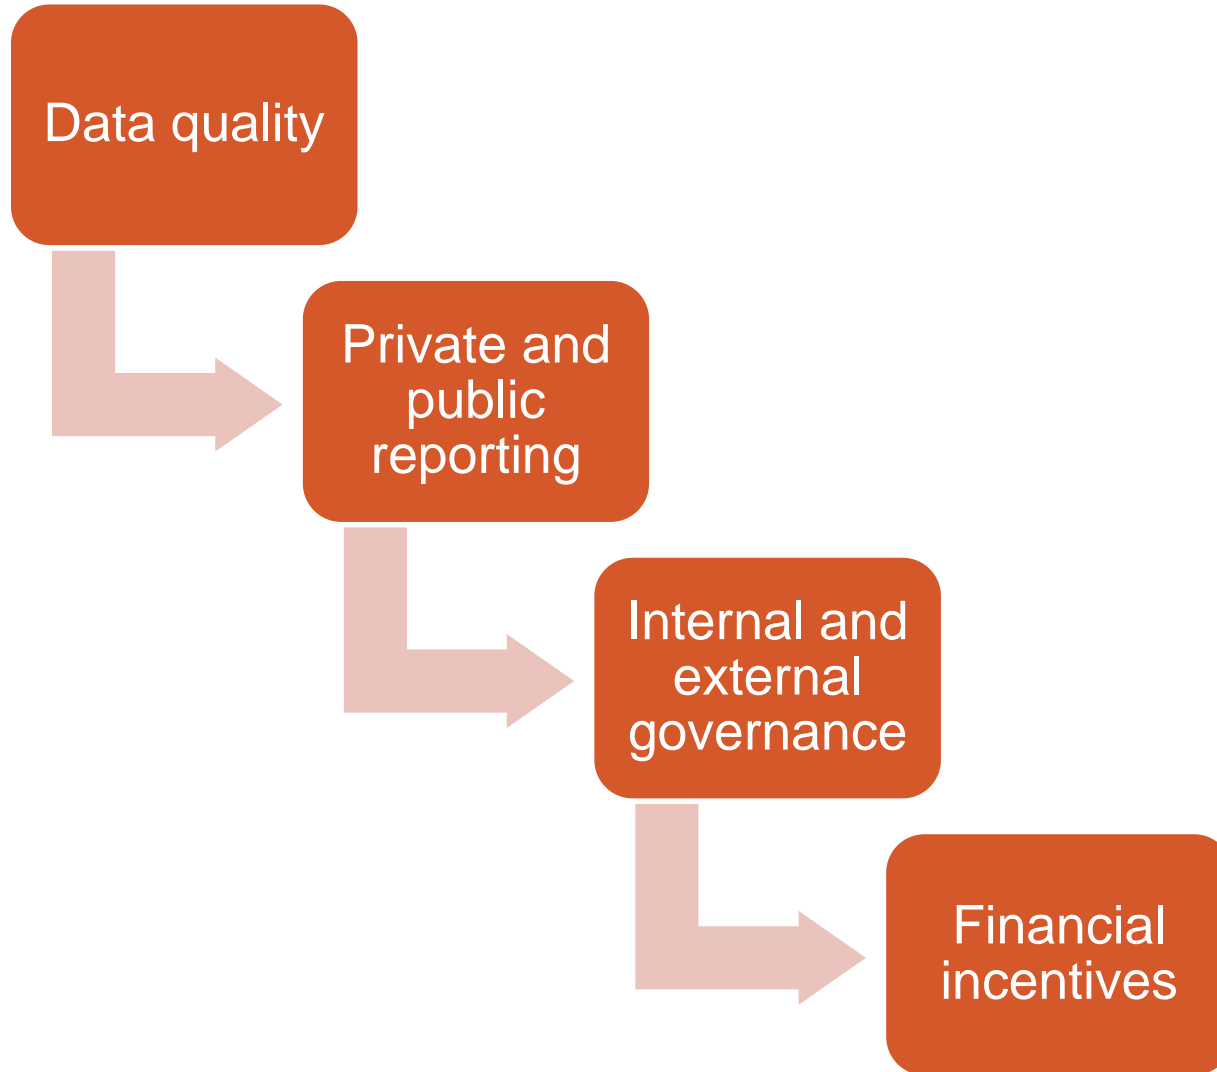 Data quality
Private and
public
reporting
Internal and
external
governance
Financial
incentives